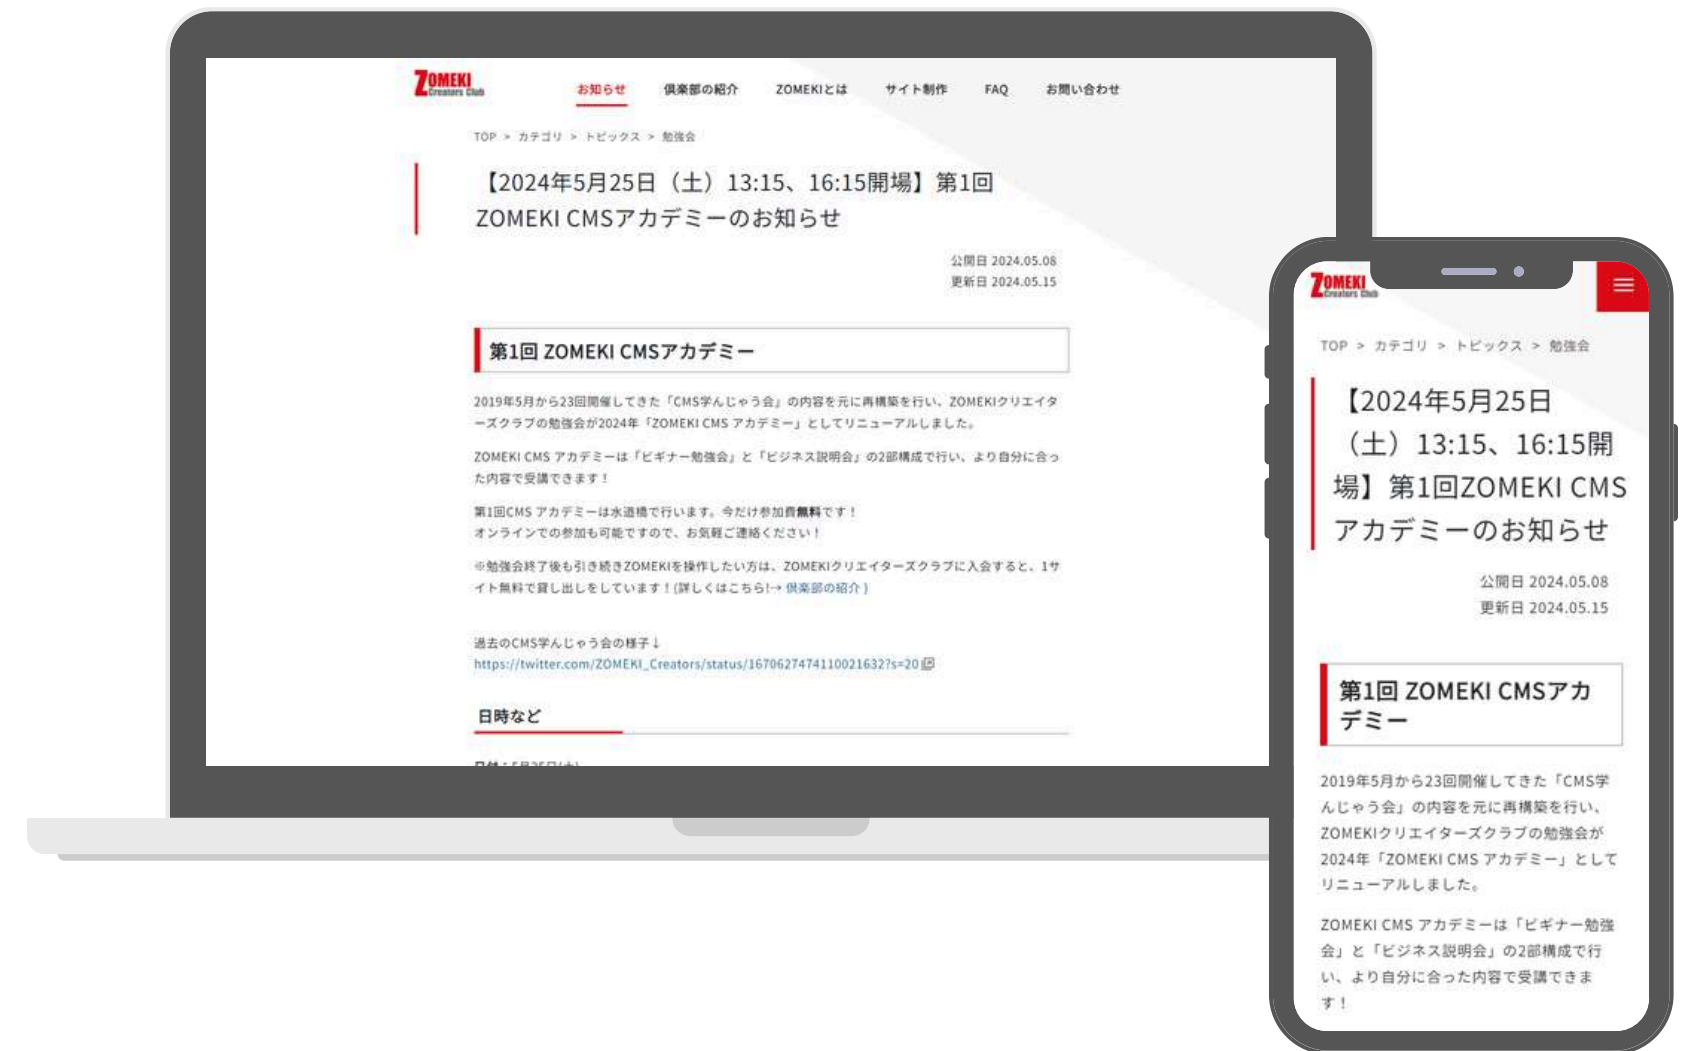 ZOMEKI
Creators Club
お知らせ 倶楽部の紹介 ZOMEKIとは サイト制作 FAQ お問い合わせ
TOP > カテゴリ > トピックス > 勉強会
【2024年5月25日（土）13:15、16:15開場】第1回
ZOMEKI CMSアカデミーのお知らせ
公開日 2024.05.08
更新日 2024.05.15
第1回 ZOMEKI CMSアカデミー
2019年5月から23回開催してきた「CMS学んじゃう会」の内容を元に再構築を行い、ZOMEKIクリエイタ
ーズクラブの勉強会が2024年「ZOMEKI CMS アカデミー」としてリニューアルしました。
ZOMEKI CMS アカデミーは「ビギナー勉強会」と「ビジネス説明会」の2部構成で行い、より自分に合っ
た内容で受講できます！
第1回CMS アカデミーは水道橋で行います。今だけ参加費無料です！
オンラインでの参加も可能ですので、お気軽ご連絡ください！
※勉強会終了後も引き続きZOMEKIを操作したい方は、ZOMEKIクリエイターズクラブに入会すると、1サ
イト無料で貸し出しをしています！(詳しくはこちら!→ 倶楽部の紹介 )
過去のCMS学んじゃう会の様子↓
https://twitter.com/ZOMEKI_Creators/status/1670627474110021632?s=20
日時など
日付：5月25日(土)
ZOMEKI
Creators Club
TOP > カテゴリ > トピックス > 勉強会
【2024年5月25日
（土）13:15、16:15開
場】第1回ZOMEKI CMS
アカデミーのお知らせ
公開日 2024.05.08
更新日 2024.05.15
第1回 ZOMEKI CMSアカ
デミー
2019年5月から23回開催してきた「CMS学
んじゃう会」の内容を元に再構築を行い、
ZOMEKIクリエイターズクラブの勉強会が
2024年「ZOMEKI CMS アカデミー」として
リニューアルしました。
ZOMEKI CMS アカデミーは「ビギナー勉強
会」と「ビジネス説明会」の2部構成で行
い、より自分に合った内容で受講できま
す！